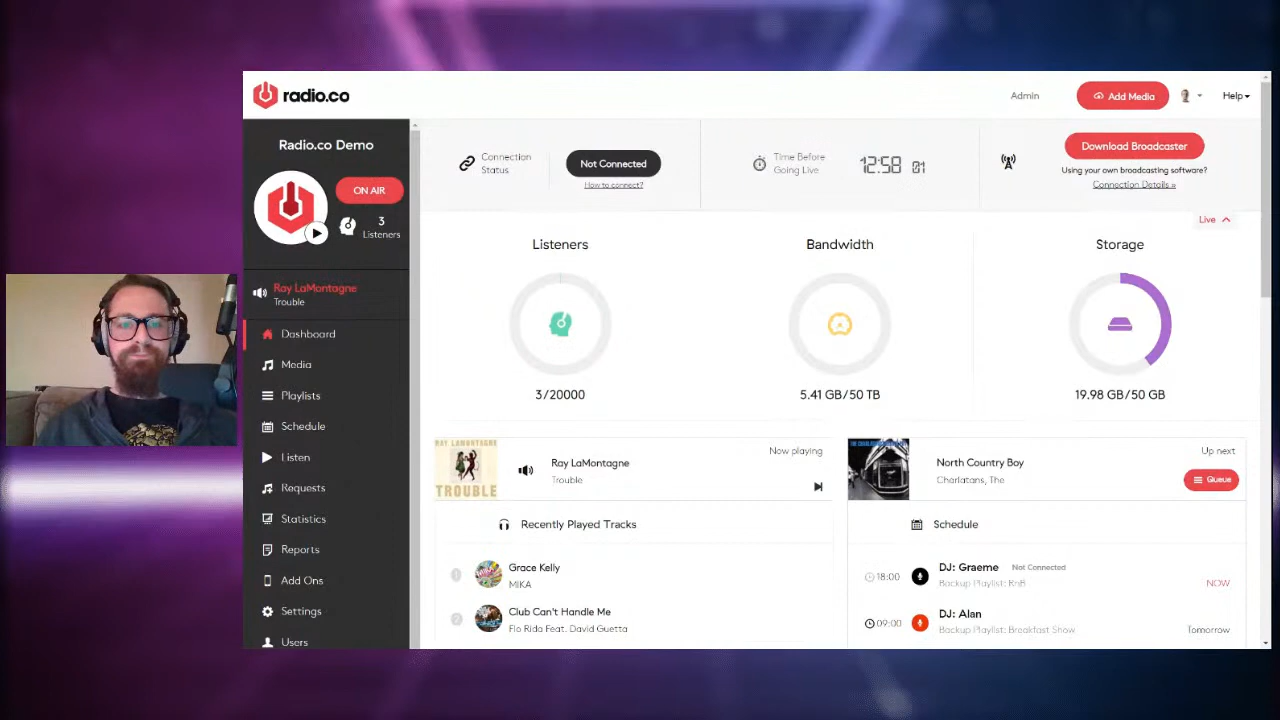 radio.co
Admin
Add Media
Help
Radio.co Demo
ON AIR
3
Listeners
Ray LaMontagne
Trouble
Dashboard
Media
Playlists
Schedule
Listen
Requests
Statistics
Reports
Add Ons
Settings
Users
Connection
Status
Not Connected
How to connect?
Time Before
Going Live
12:58 01
Download Broadcaster
Using your own broadcasting software?
Connection Details »
Live
Listeners
3/20000
Bandwidth
5.41 GB/50 TB
Storage
19.98 GB/50 GB
RAY LAMONTAGNE
TROUBLE
Ray LaMontagne
Trouble
Now playing
North Country Boy
Charlatans, The
Up next
Queue
Recently Played Tracks
1
Grace Kelly
MIKA
2
Club Can't Handle Me
Flo Rida Feat. David Guetta
Schedule
18:00
DJ: Graeme Not Connected
Backup Playlist: RnB
NOW
09:00
DJ: Alan
Backup Playlist: Breakfast Show
Tomorrow